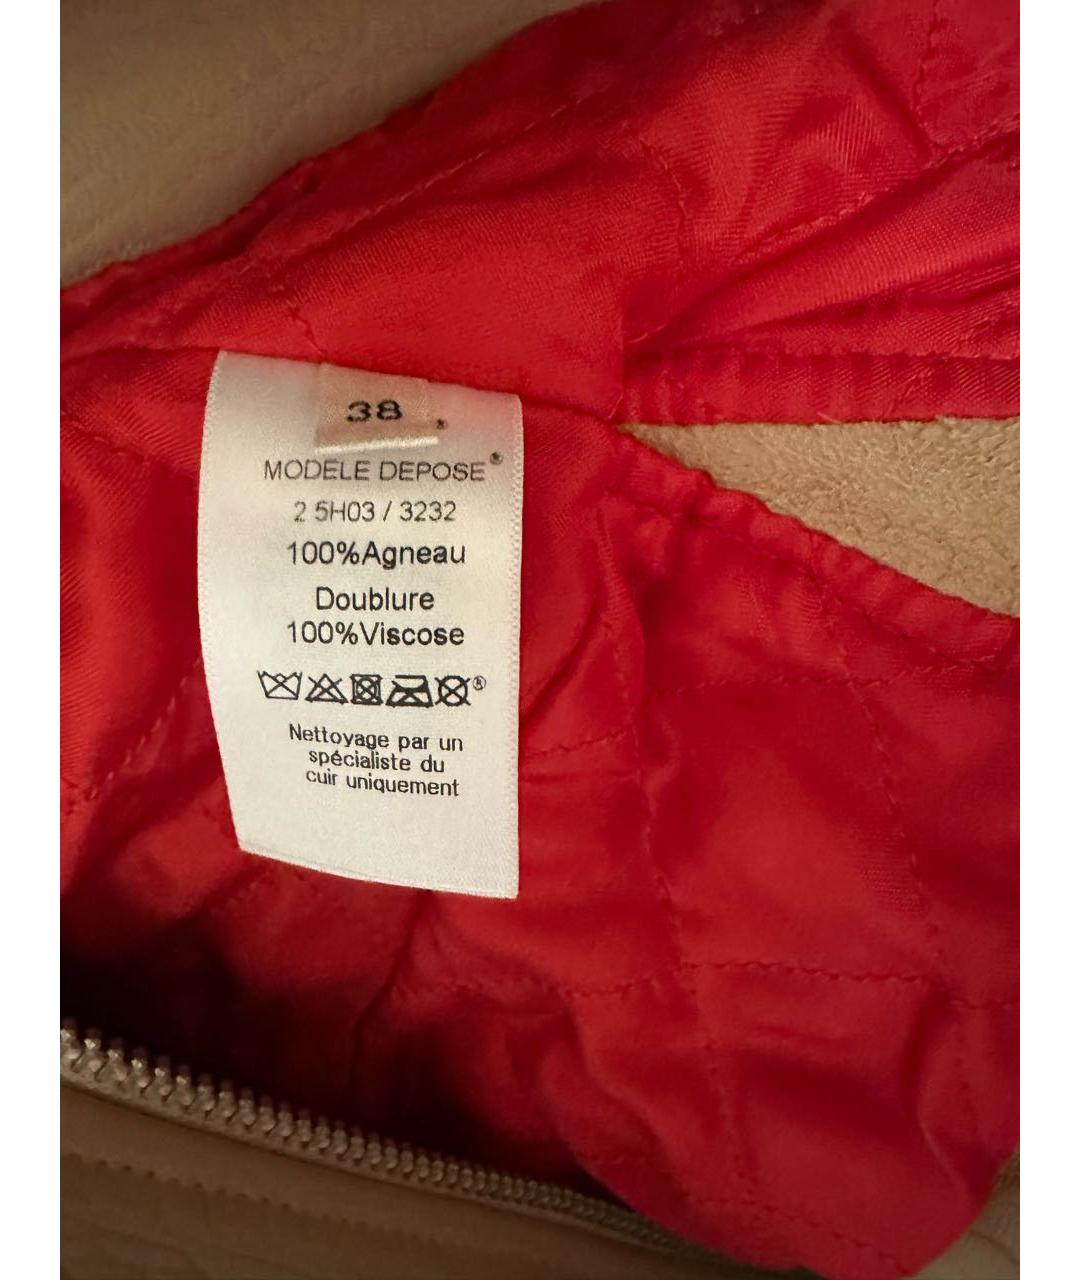 38
MODELE DEPOSE®
2 5H03 / 3232
100%Agneau
Doublure
100%Viscose
Nettoyage par un
spécialiste du
cuir uniquement